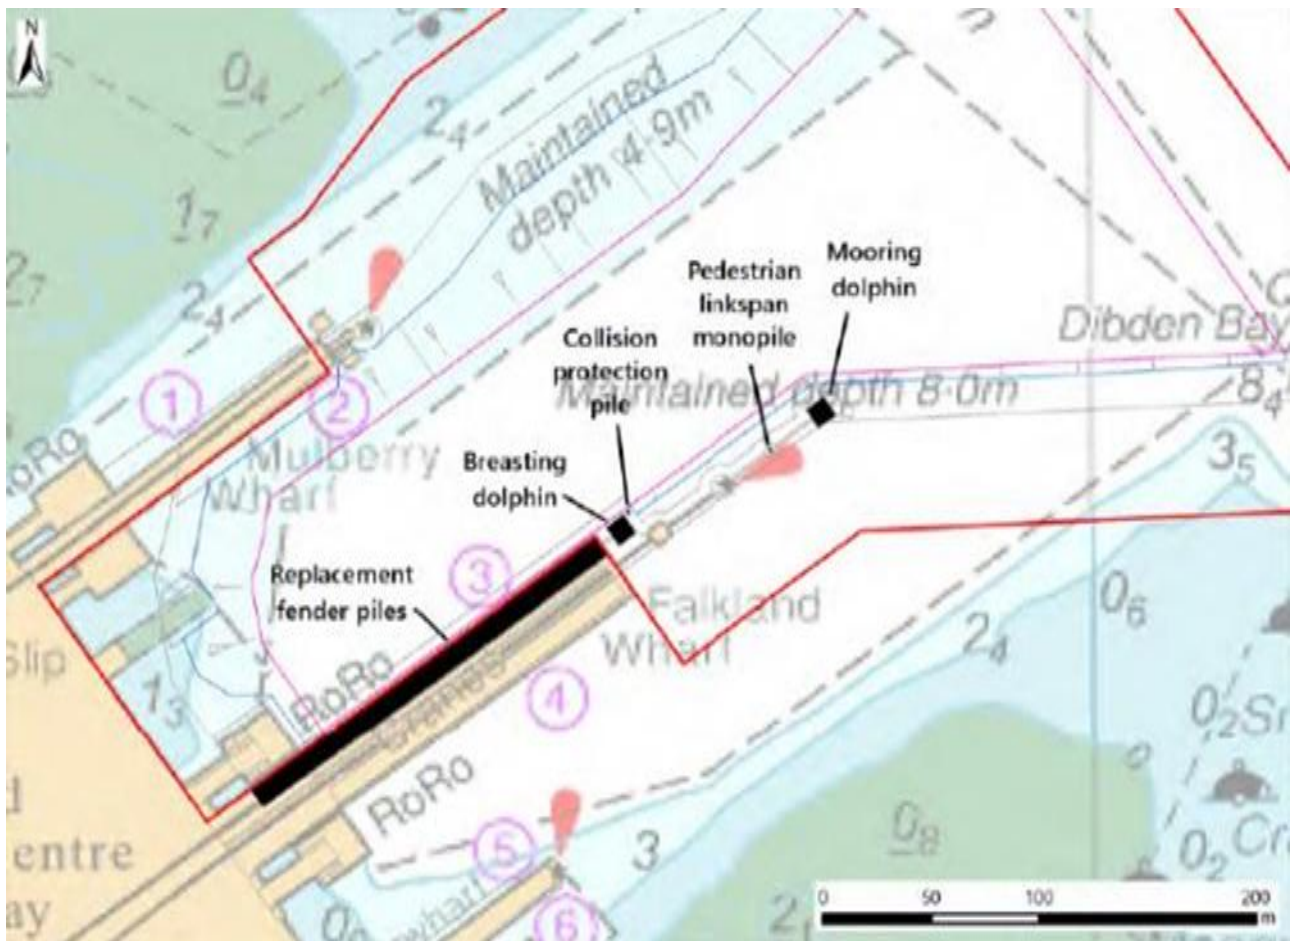 N
0₄
2₄
Maintained
depth 4·9m
1₇
2₇
2₄
Mooring
dolphin
Pedestrian
linkspan
monopile
Collision
protection
pile
Dibden Bay
Maintained depth 8·0m
8₄
1
2
RoRo
Mulberry
Wharf
Breasting
dolphin
3₅
3
Replacement
fender piles
Falkland
Wharf
0₆
2₄
Slip
1₃
RoRo
4
0₂
RoRo
entre
ay
5
3
0₈
0₂
6
0 50 100 200
m